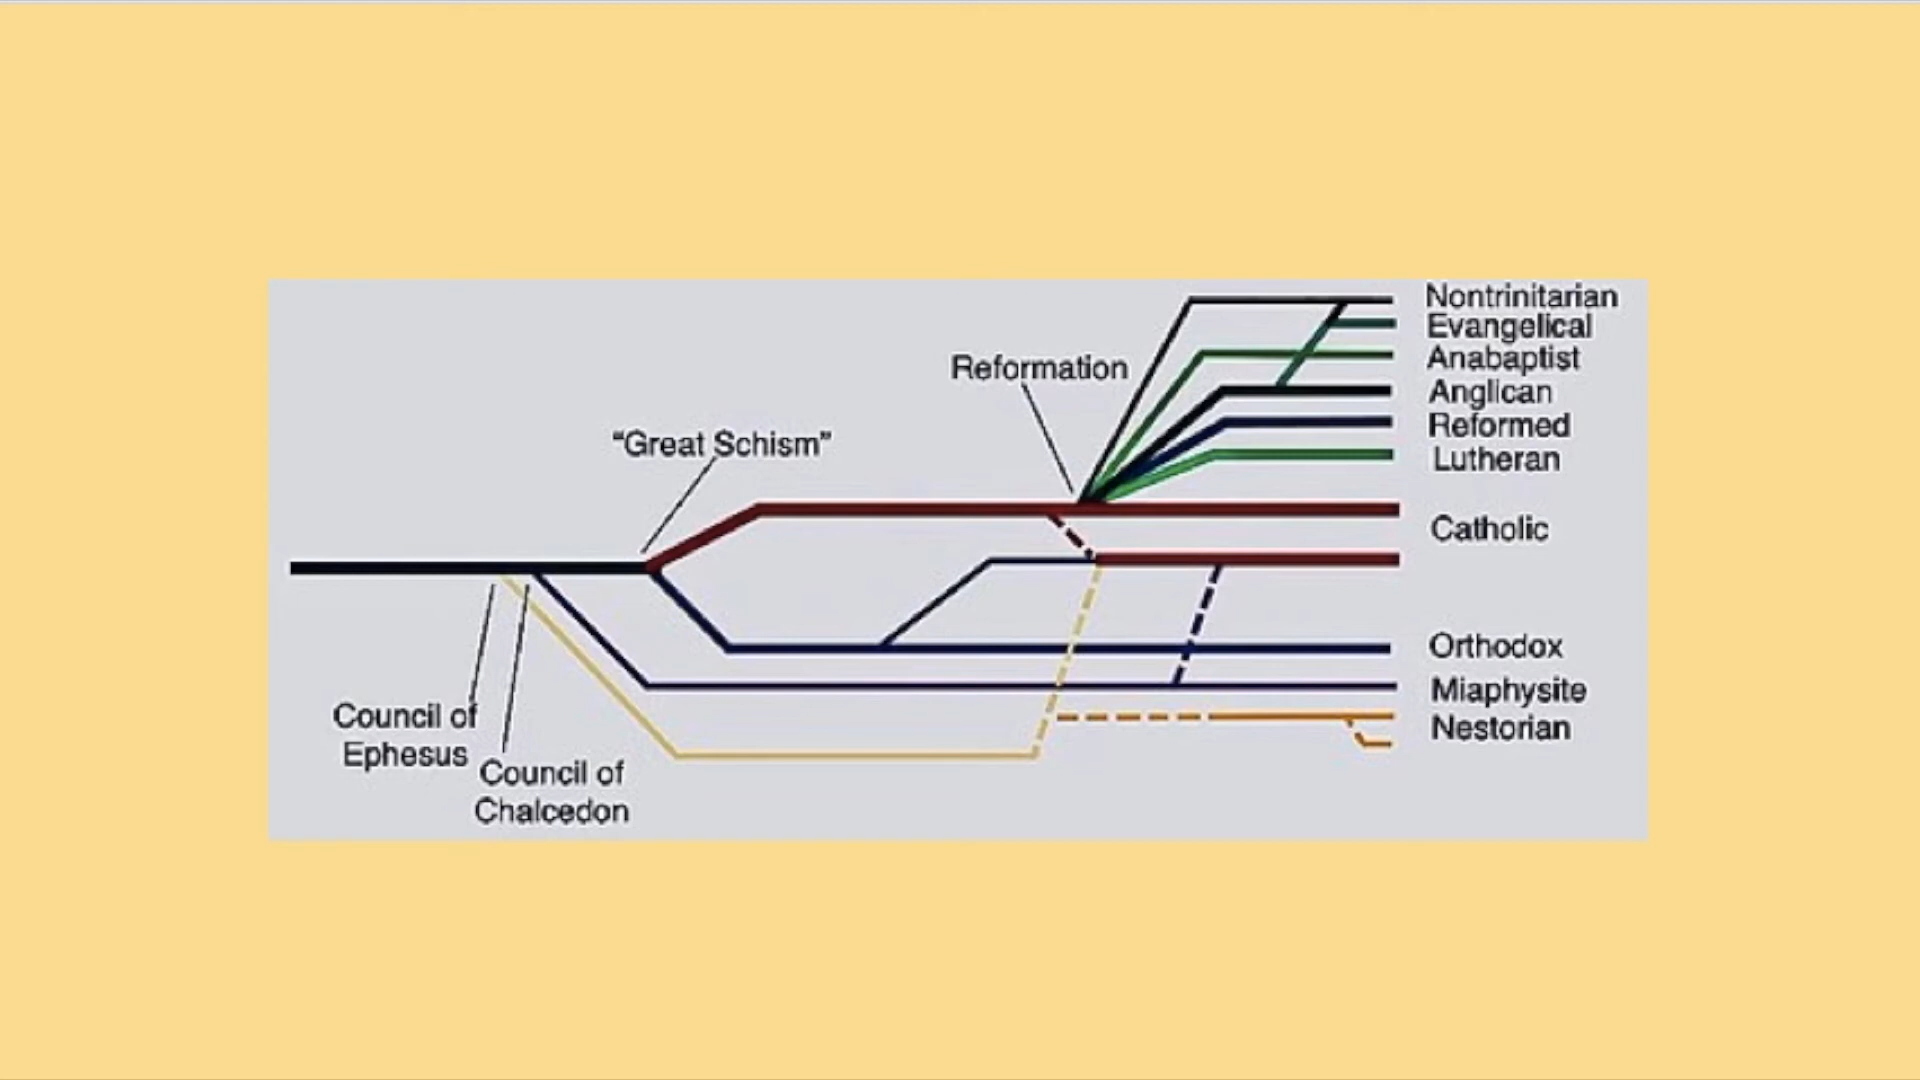 Nontrinitarian
Evangelical
Anabaptist
Anglican
Reformed
Lutheran
Reformation
“Great Schism”
Catholic
Orthodox
Miaphysite
Nestorian
Council of
Ephesus
Council of
Chalcedon